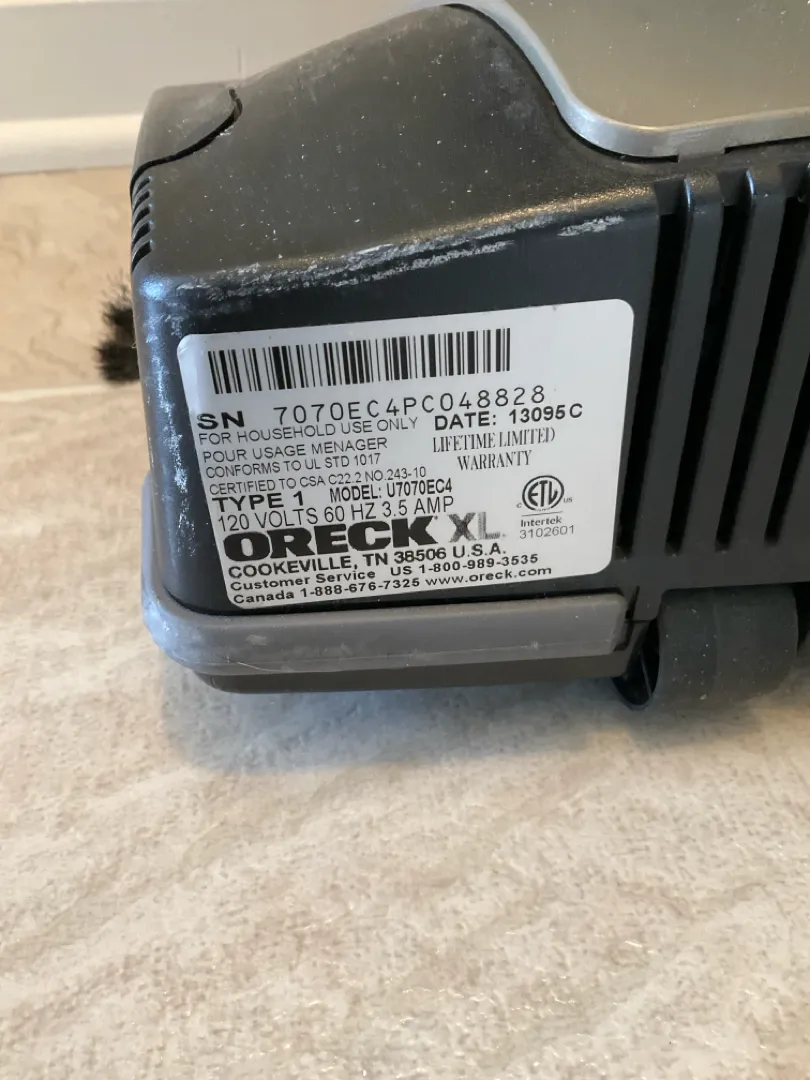 SN 7070EC4PC048828
FOR HOUSEHOLD USE ONLY DATE: 13095C
POUR USAGE MENAGER LIFETIME LIMITED
CONFORMS TO UL STD 1017 WARRANTY
CERTIFIED TO CSA C22.2 NO.243-10
TYPE 1 MODEL: U7070EC4
120 VOLTS 60 HZ 3.5 AMP
C ETL US
Intertek
3102601
ORECK XL
COOKEVILLE, TN 38506 U.S.A.
Customer Service US 1-800-989-3535
Canada 1-888-676-7325 www.oreck.com